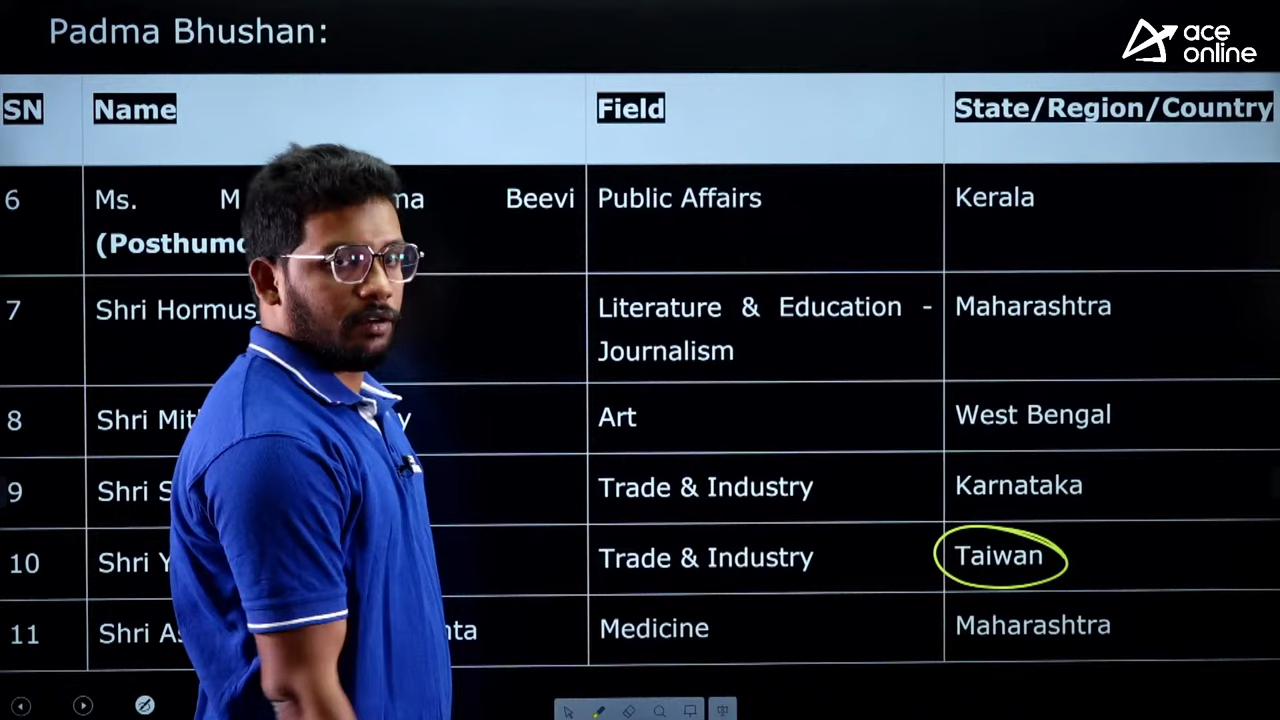 Padma Bhushan:
ace
online
SN Name Field State/Region/Country
6 Ms. M Beevi Public Affairs Kerala
(Posthumo
7 Shri Hormus Literature & Education - Maharashtra
Journalism
8 Shri Mit Art West Bengal
9 Shri S Trade & Industry Karnataka
10 Shri Y Trade & Industry Taiwan
11 Shri As Medicine Maharashtra